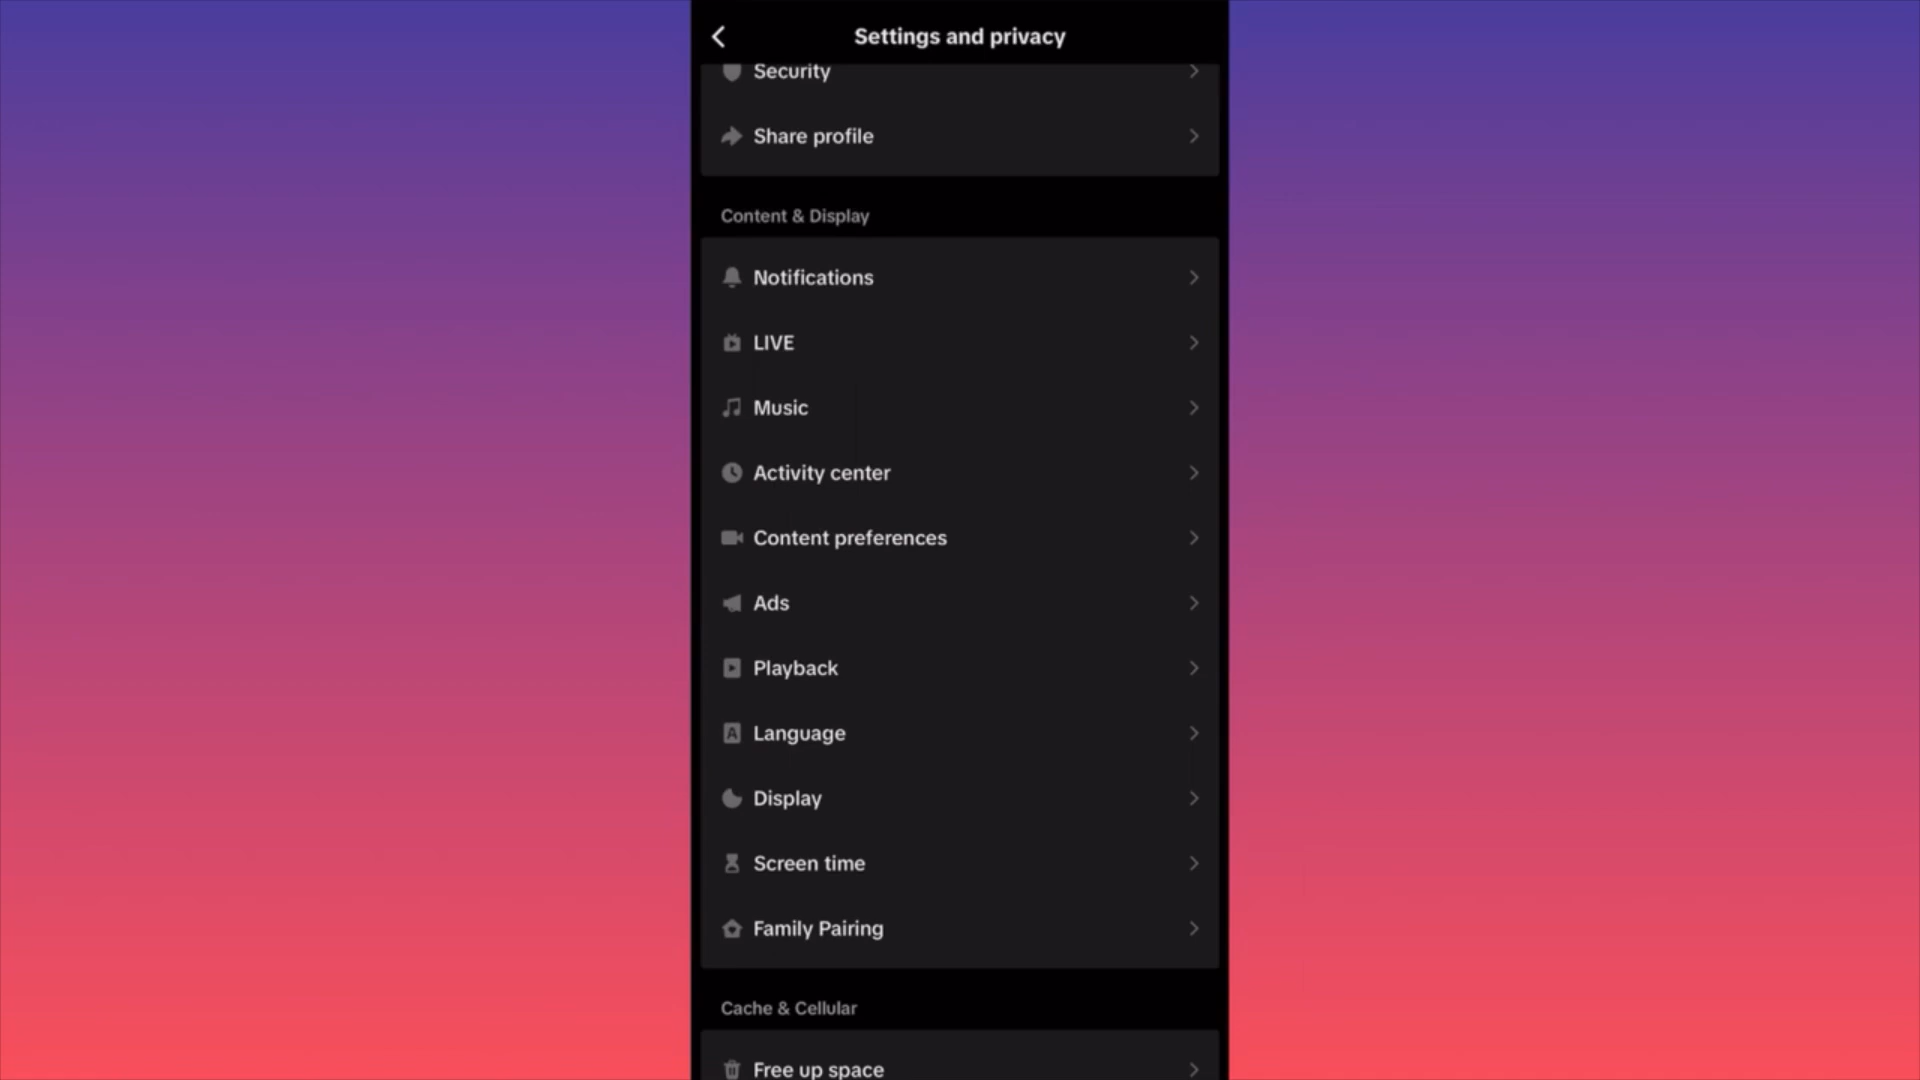 Settings and privacy
Security
Share profile
Content & Display
Notifications
LIVE
Music
Activity center
Content preferences
Ads
Playback
Language
Display
Screen time
Family Pairing
Cache & Cellular
Free up space